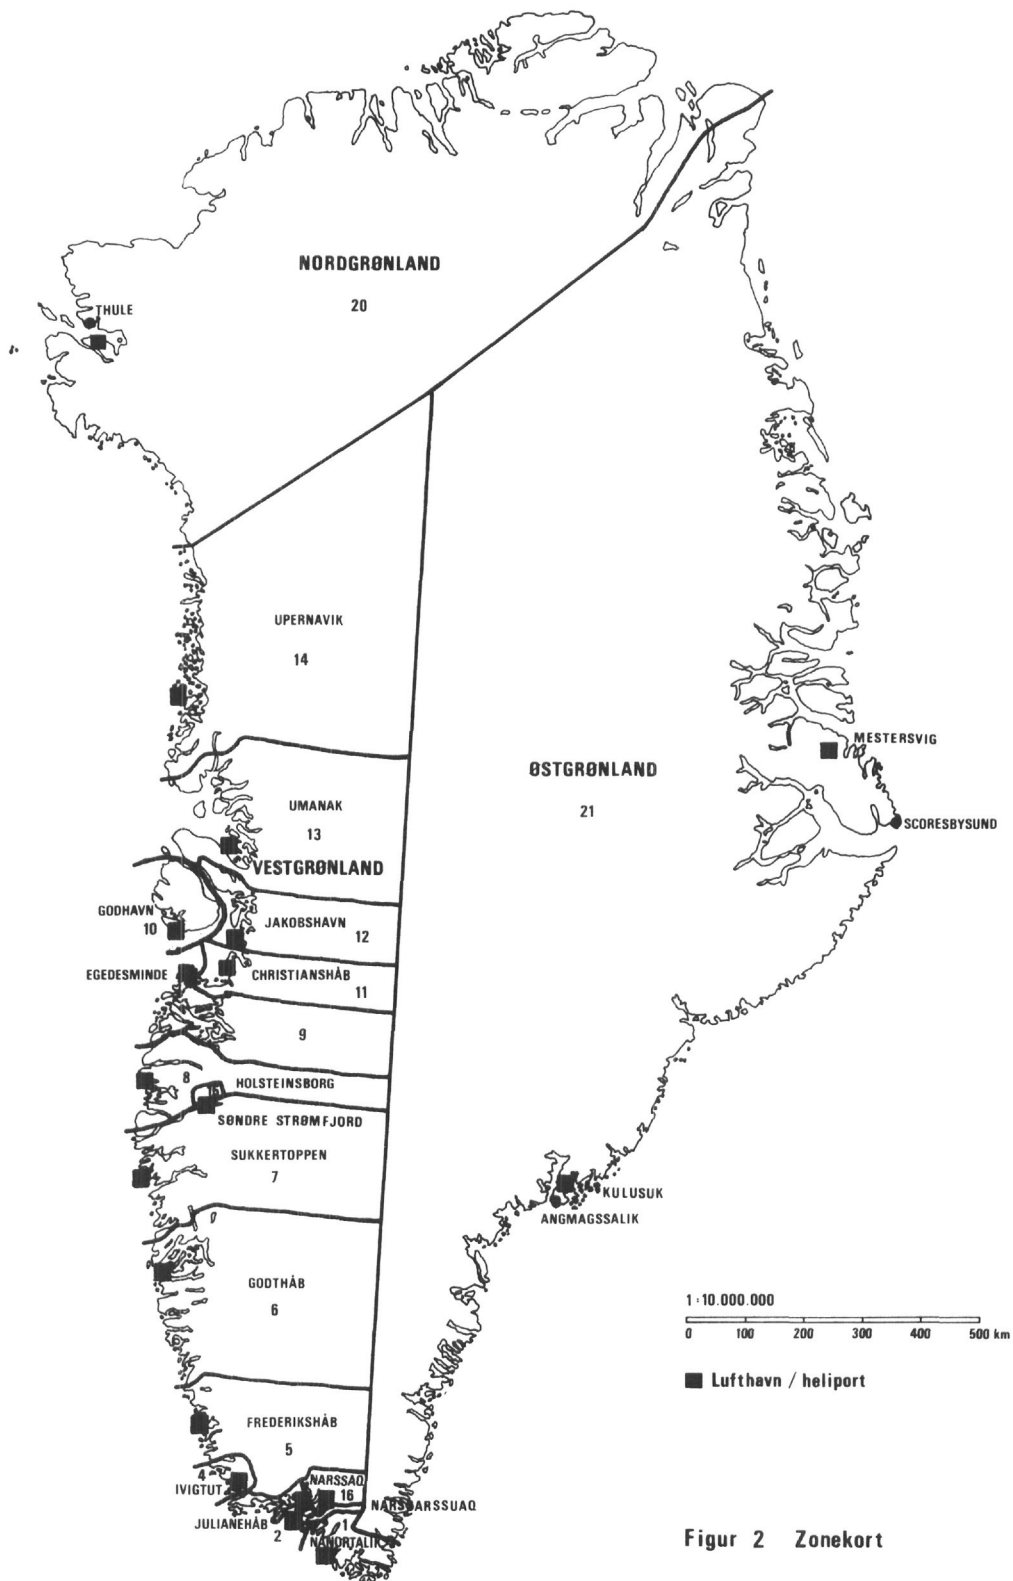 NORDGRØNLAND
20
THULE
UPERNAVIK
14
MESTERSVIG
ØSTGRØNLAND
21
UMANAK
13
SCORESBYSUND
VESTGRØNLAND
GODHAVN
10
JAKOBSHAVN
12
EGEDESMINDE
CHRISTIANSHÅB
11
9
8
HOLSTEINSBORG
SØNDRE STRØMFJORD
SUKKERTOPPEN
7
KULUSUK
ANGMAGSSALIK
GODTHÅB
6
1:10.000.000
0 100 200 300 400 500 km
Lufthavn / heliport
FREDERIKSHÅB
5
4
IVIGTUT
NARSSAQ
16
NARSSARSSUAQ
JULIANEHÅB
2
1
NANORTALIK
Figur 2 Zonekort